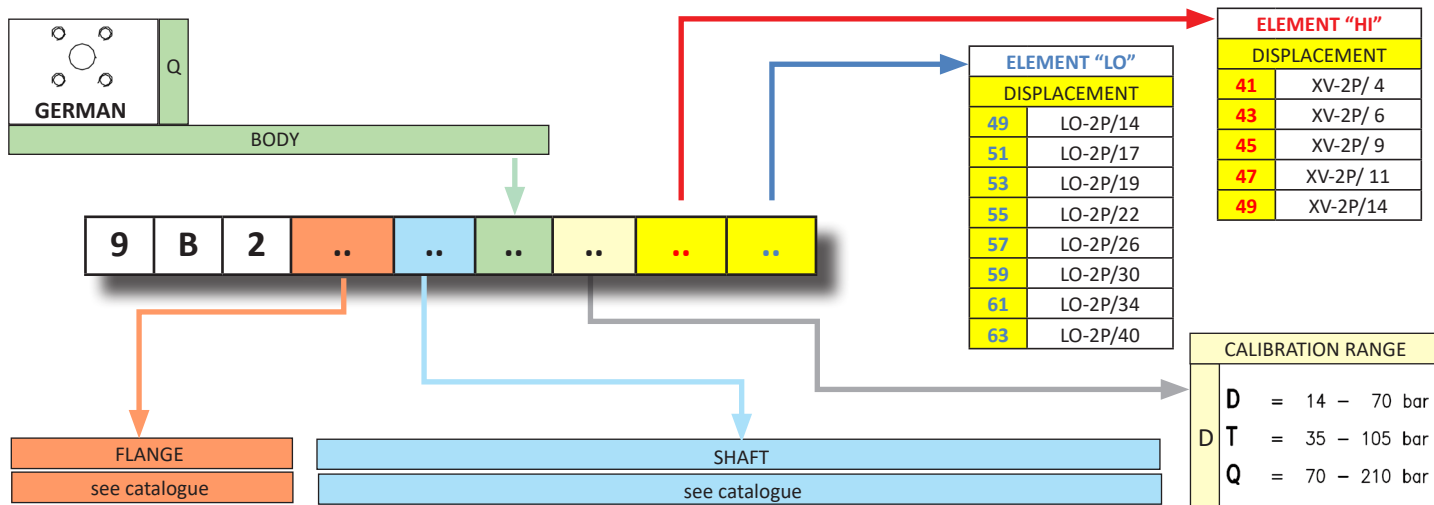 GERMAN
Q
BODY
9 B 2 .. .. .. .. .. ..
FLANGE
see catalogue
SHAFT
see catalogue
ELEMENT “LO”
DISPLACEMENT
49 LO-2P/14
51 LO-2P/17
53 LO-2P/19
55 LO-2P/22
57 LO-2P/26
59 LO-2P/30
61 LO-2P/34
63 LO-2P/40
ELEMENT “HI”
DISPLACEMENT
41 XV-2P/ 4
43 XV-2P/ 6
45 XV-2P/ 9
47 XV-2P/ 11
49 XV-2P/14
CALIBRATION RANGE
D
D = 14 – 70 bar
T = 35 – 105 bar
Q = 70 – 210 bar